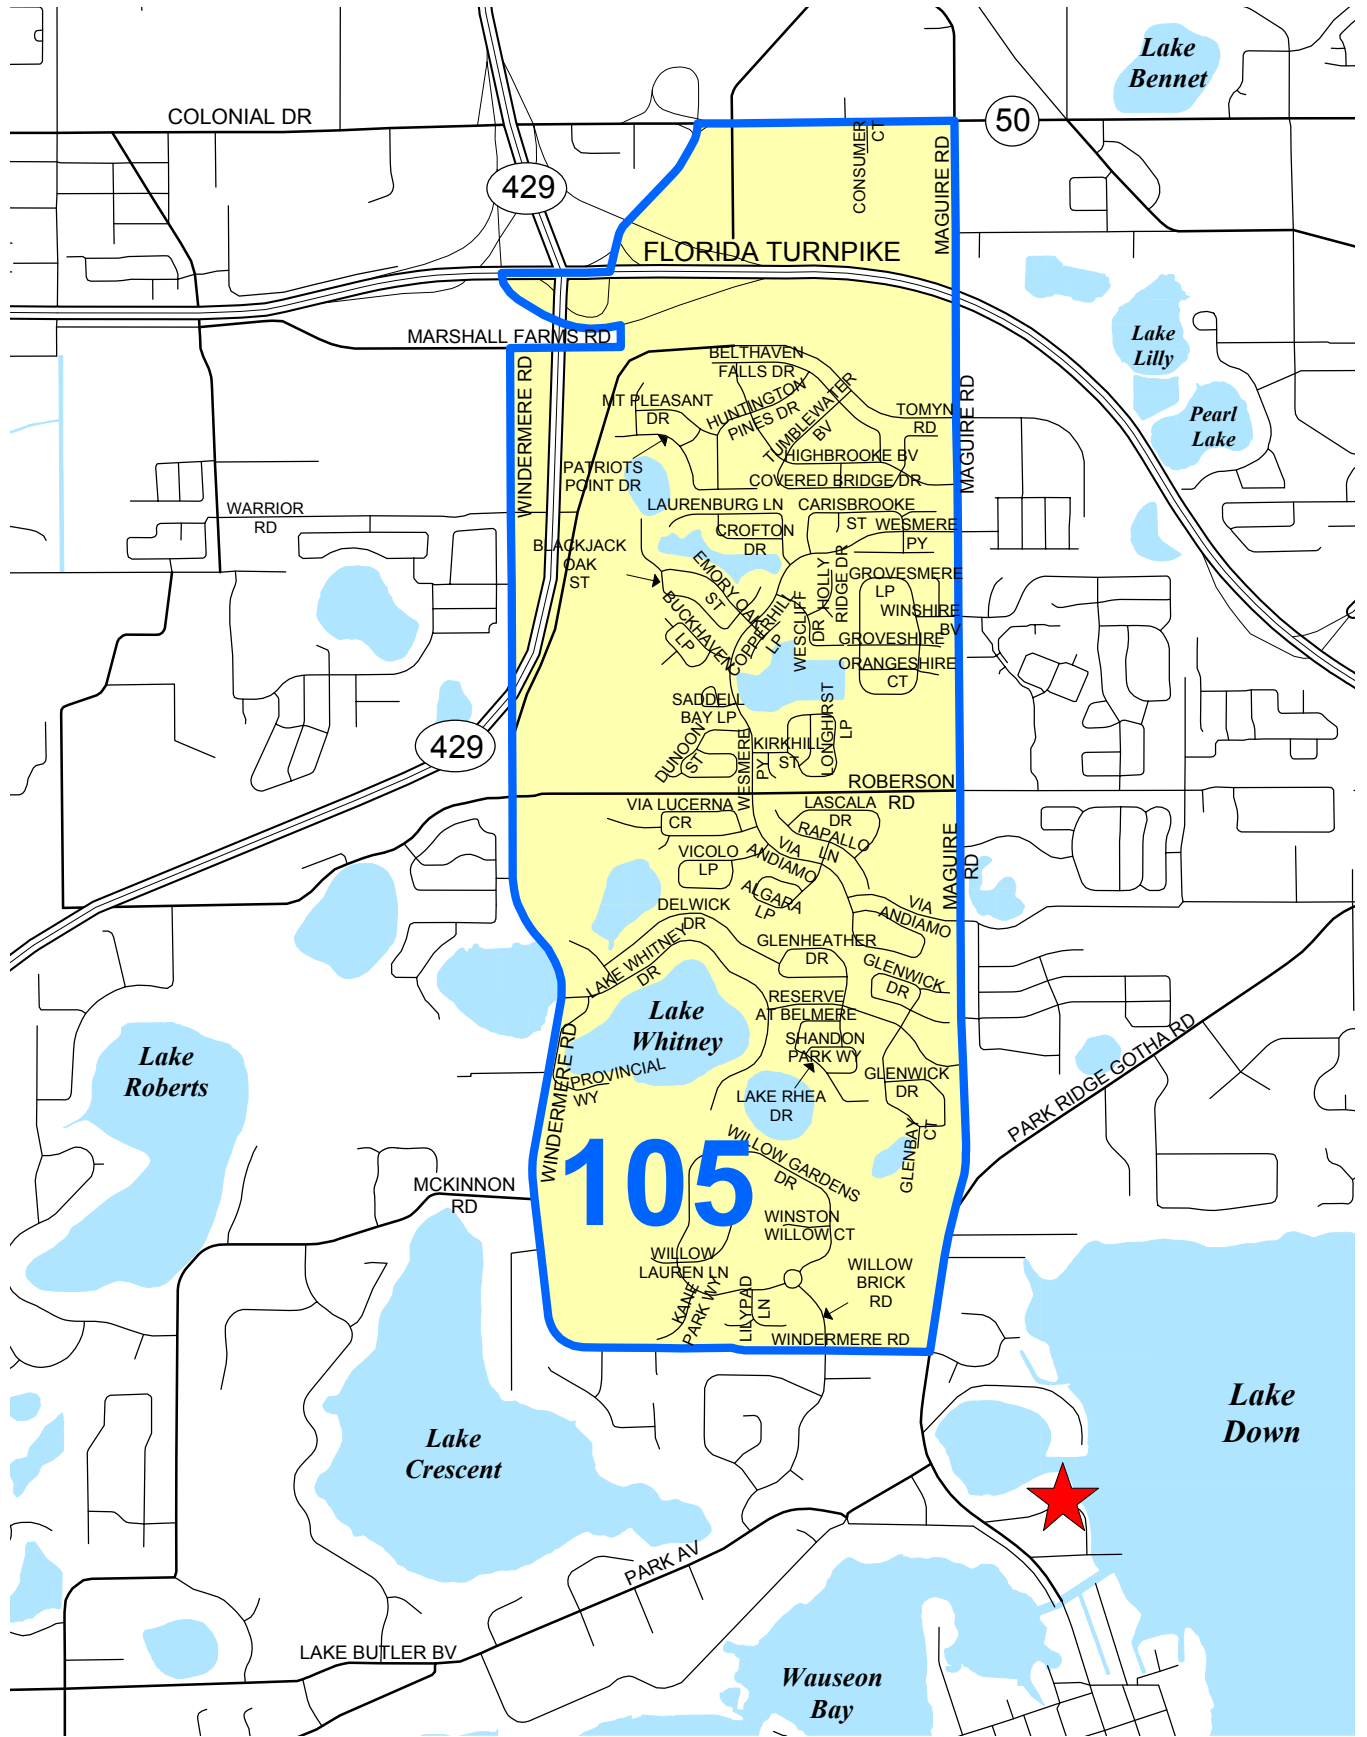 Lake
Bennet
COLONIAL DR
50
CONSUMER
CT
MAGUIRE RD
429
FLORIDA TURNPIKE
MARSHALL FARMS RD
Lake
Lilly
WINDERMERE RD
BELTHAVEN
FALLS DR
MT PLEASANT
DR
HUNTINGTON
PINES DR
TUMBLEWATER
BV
TOMYN
RD
MAGUIRE RD
Pearl
Lake
HIGHBROOKE BV
PATRIOTS
POINT DR
COVERED BRIDGE DR
WARRIOR
RD
LAURENBURG LN
CARISBROOKE
ST
WESMERE
PY
CROFTON
DR
BLACKJACK
OAK
ST
EMORY OAK
ST
HOLLY
RIDGE DR
GROVESMERE
LP
BUCKHAVEN
LP
COPPERHILL
LP
WESCLIFF
DR
WINSHIRE
BV
GROVESHIRE
ORANGESHIRE
CT
SADDELL
BAY LP
LONGHIRST
LP
429
DUNOON
ST
WESMERE
PY
KIRKHILL
ST
ROBERSON
RD
VIA LUCERNA
CR
LASCALA
DR
RAPALLO
LN
VICOLO
LP
VIA
ANDIAMO
MAGUIRE
RD
ALGARA
LP
DELWICK
DR
VIA
ANDIAMO
GLENHEATHER
DR
LAKE WHITNEY
DR
GLENWICK
DR
Lake
Whitney
RESERVE
AT BELMERE
Lake
Roberts
WINDERMERE RD
SHANDON
PARK WY
PARK RIDGE GOTHA RD
PROVINCIAL
WY
GLENWICK
DR
LAKE RHEA
DR
GLENBAY
CT
105
WILLOW GARDENS
DR
MCKINNON
RD
WINSTON
WILLOW CT
WILLOW
LAUREN LN
WILLOW
BRICK
RD
KANE
PARK WY
LILYPAD
LN
WINDERMERE RD
Lake
Down
Lake
Crescent
PARK AV
LAKE BUTLER BV
Wauseon
Bay